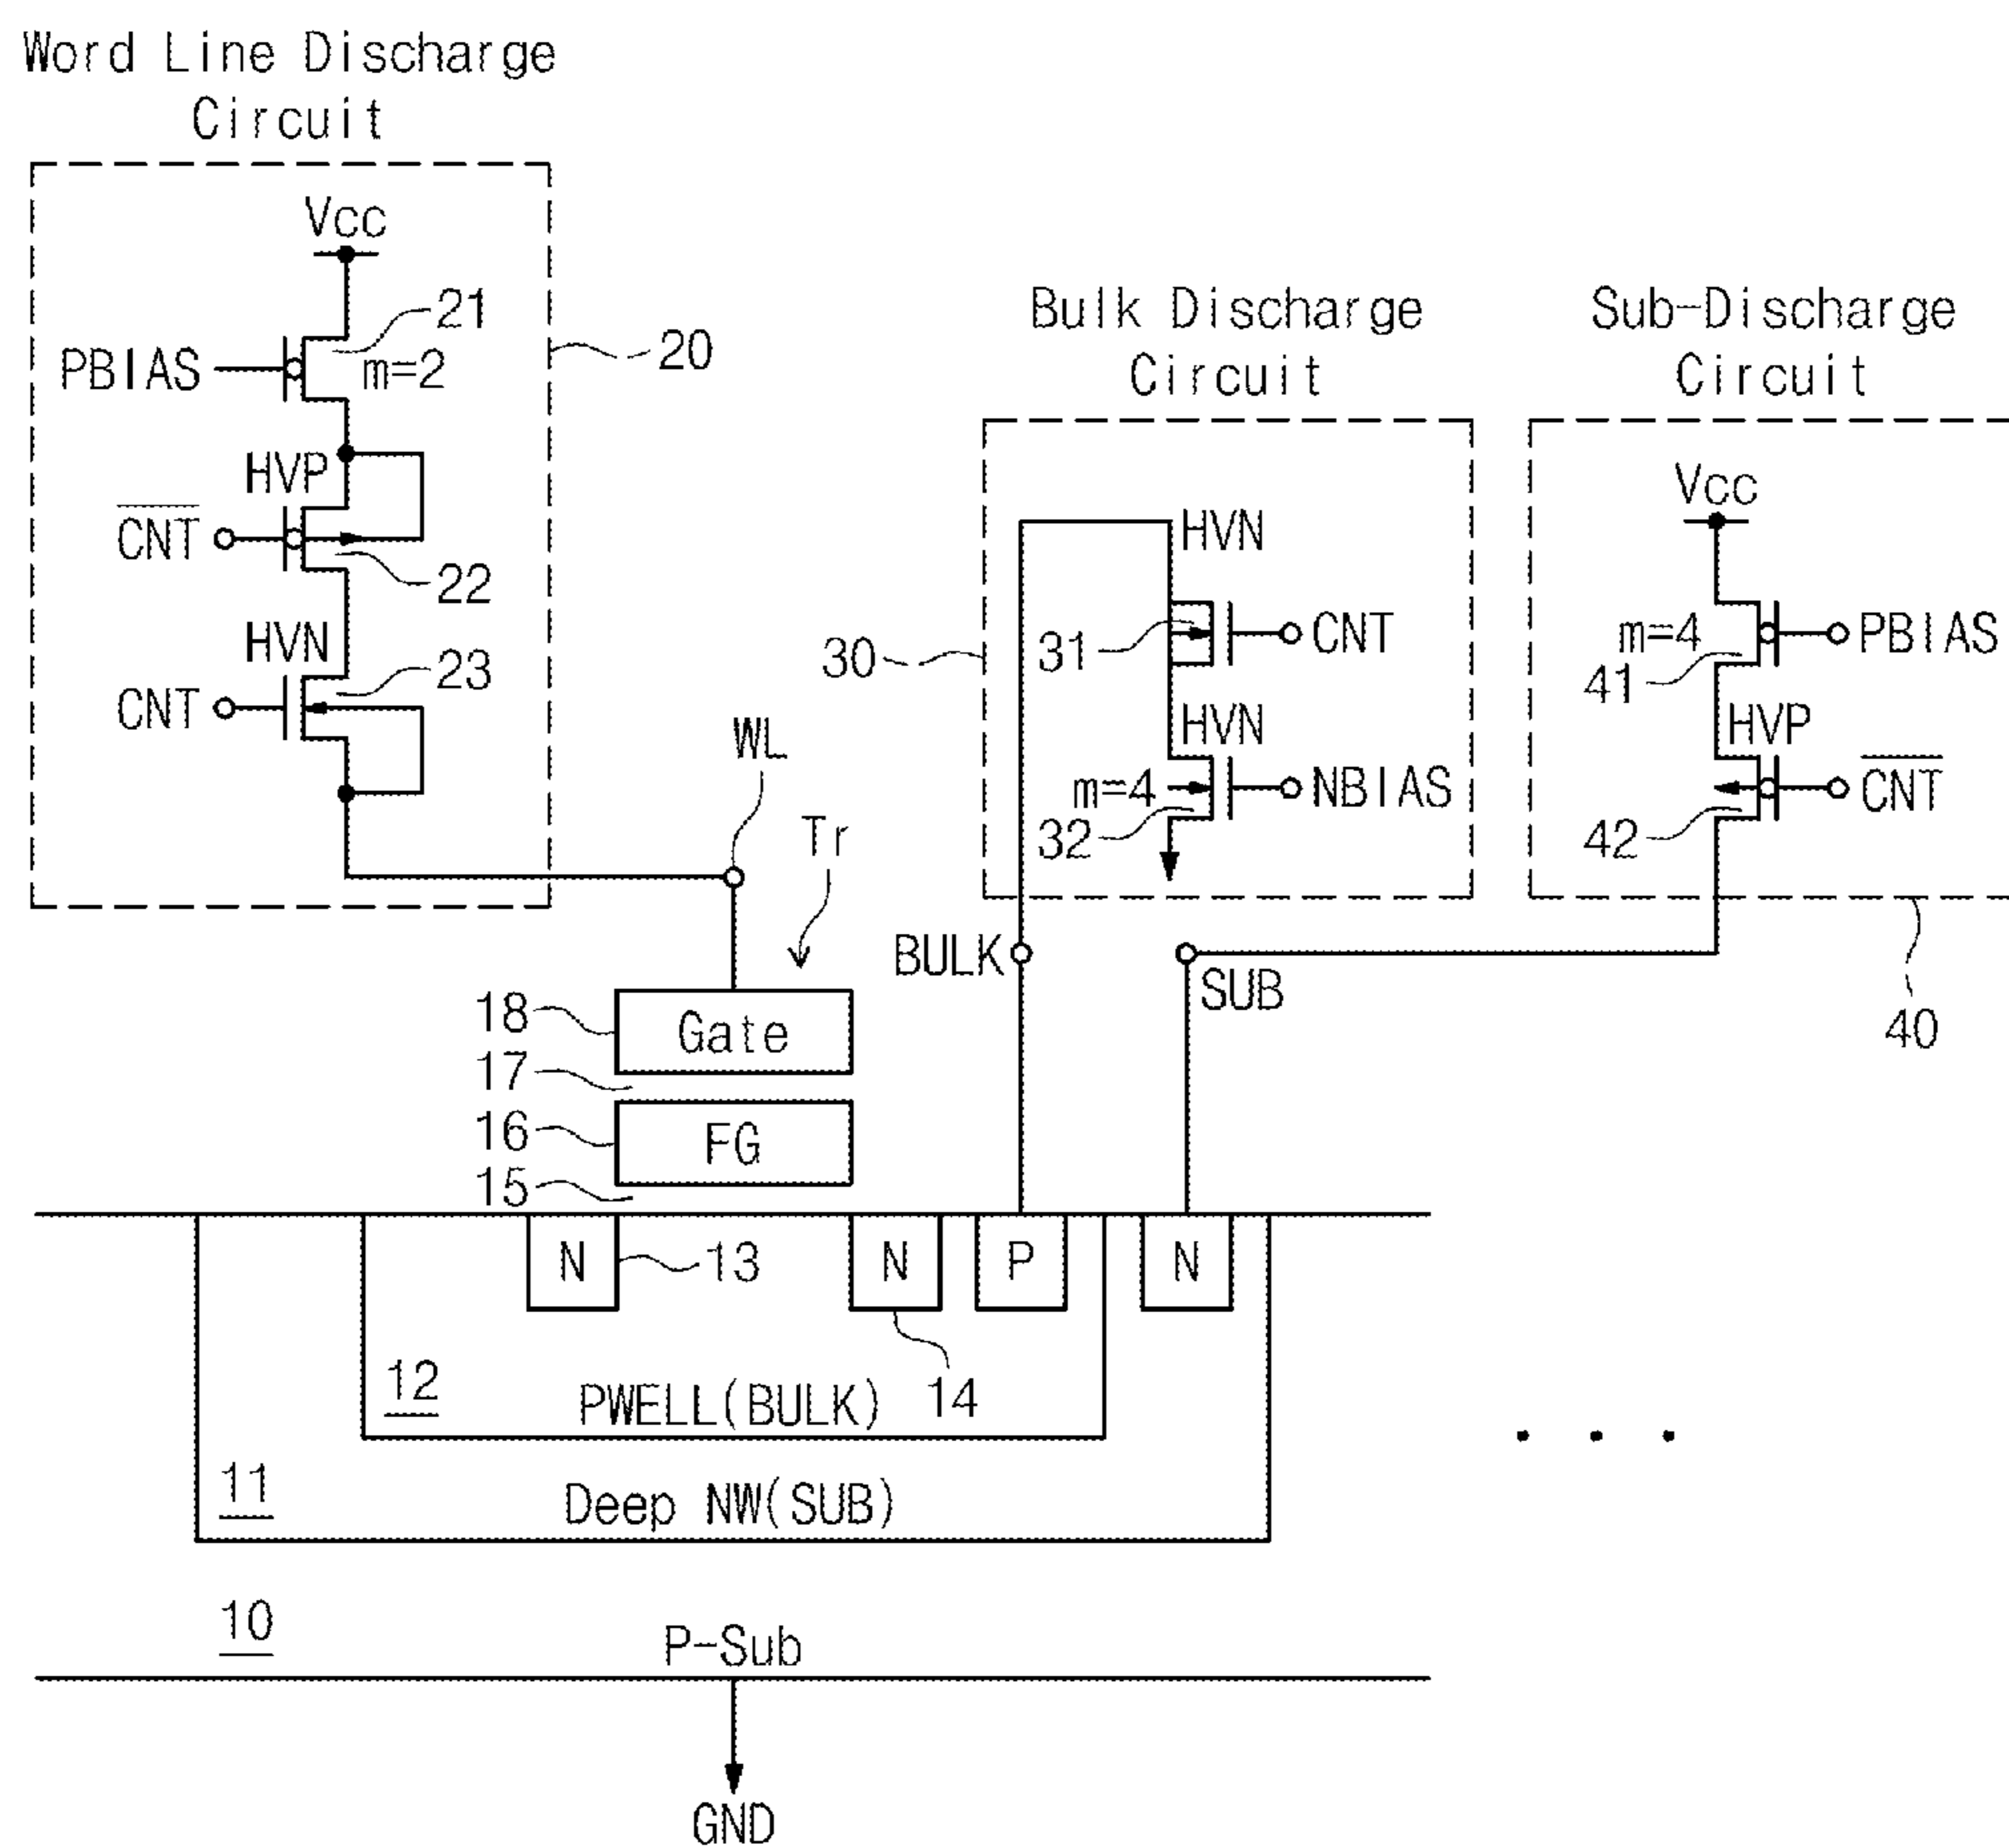 Word Line Discharge
Circuit
Vcc
21
PBIAS
m=2
20
HVP
C̅N̅T̅
22
HVN
23
CNT
WL
Tr
Bulk Discharge
Circuit
HVN
31
CNT
30
HVN
m=4
NBIAS
32
BULK
Sub-Discharge
Circuit
Vcc
m=4
PBIAS
41
HVP
C̅N̅T̅
42
SUB
40
18
Gate
17
16
FG
15
N
13
N
P
N
12
PWELL(BULK)
14
11
Deep NW(SUB)
. . .
10
P-Sub
GND